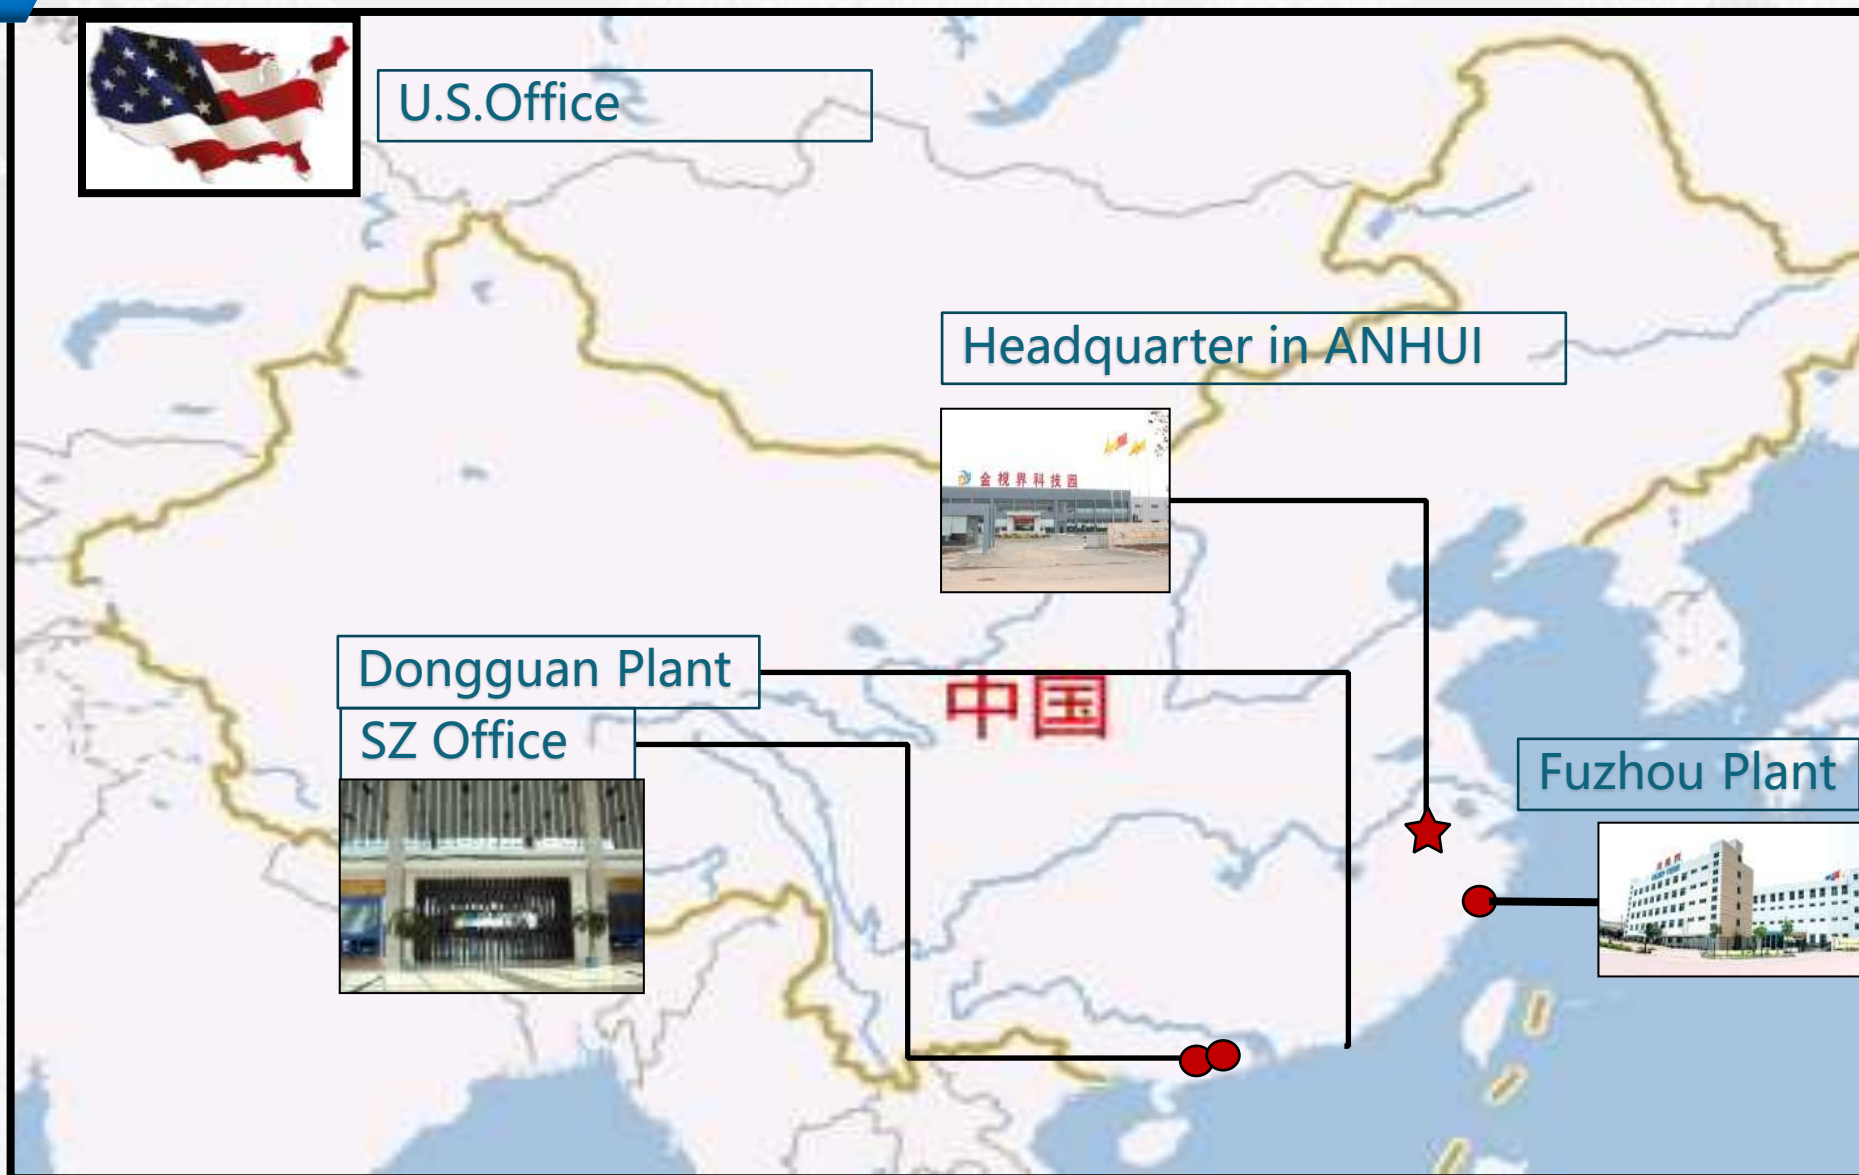 U.S.Office
Headquarter in ANHUI
金视界科技园
Dongguan Plant
中国
SZ Office
Fuzhou Plant